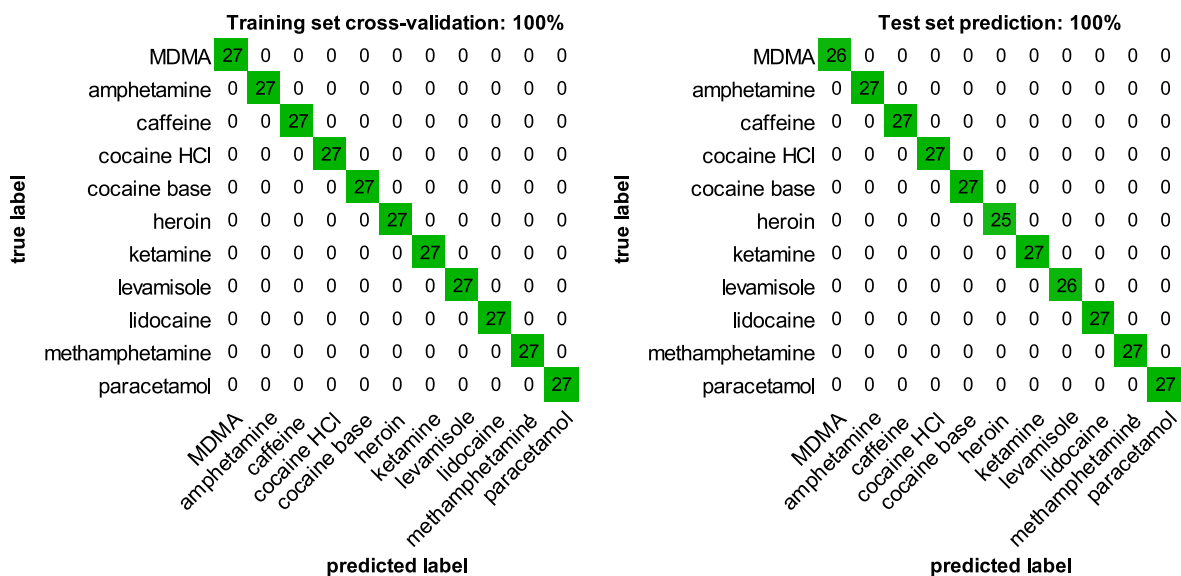 Training set cross-validation: 100%
MDMA 27 0 0 0 0 0 0 0 0 0 0
amphetamine 0 27 0 0 0 0 0 0 0 0 0
caffeine 0 0 27 0 0 0 0 0 0 0 0
cocaine HCl 0 0 0 27 0 0 0 0 0 0 0
cocaine base 0 0 0 0 27 0 0 0 0 0 0
heroin 0 0 0 0 0 27 0 0 0 0 0
ketamine 0 0 0 0 0 0 27 0 0 0 0
levamisole 0 0 0 0 0 0 0 27 0 0 0
lidocaine 0 0 0 0 0 0 0 0 27 0 0
methamphetamine 0 0 0 0 0 0 0 0 0 27 0
paracetamol 0 0 0 0 0 0 0 0 0 0 27
true label
MDMA
amphetamine
caffeine
cocaine HCl
cocaine base
heroin
ketamine
levamisole
lidocaine
methamphetamine
paracetamol
predicted label
Test set prediction: 100%
MDMA 26 0 0 0 0 0 0 0 0 0 0
amphetamine 0 27 0 0 0 0 0 0 0 0 0
caffeine 0 0 27 0 0 0 0 0 0 0 0
cocaine HCl 0 0 0 27 0 0 0 0 0 0 0
cocaine base 0 0 0 0 27 0 0 0 0 0 0
heroin 0 0 0 0 0 25 0 0 0 0 0
ketamine 0 0 0 0 0 0 27 0 0 0 0
levamisole 0 0 0 0 0 0 0 26 0 0 0
lidocaine 0 0 0 0 0 0 0 0 27 0 0
methamphetamine 0 0 0 0 0 0 0 0 0 27 0
paracetamol 0 0 0 0 0 0 0 0 0 0 27
true label
MDMA
amphetamine
caffeine
cocaine HCl
cocaine base
heroin
ketamine
levamisole
lidocaine
methamphetamine
paracetamol
predicted label